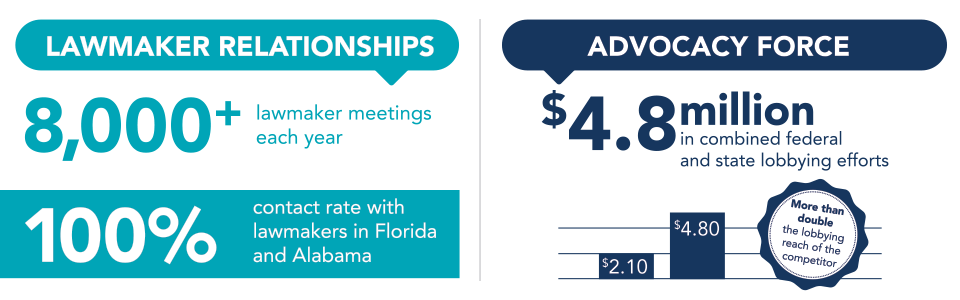 LAWMAKER RELATIONSHIPS
8,000+
lawmaker meetings
each year
100%
contact rate with
lawmakers in Florida
and Alabama
ADVOCACY FORCE
$4.8 million
in combined federal
and state lobbying efforts
$2.10
$4.80
More than
double
the lobbying
reach of the
competitor